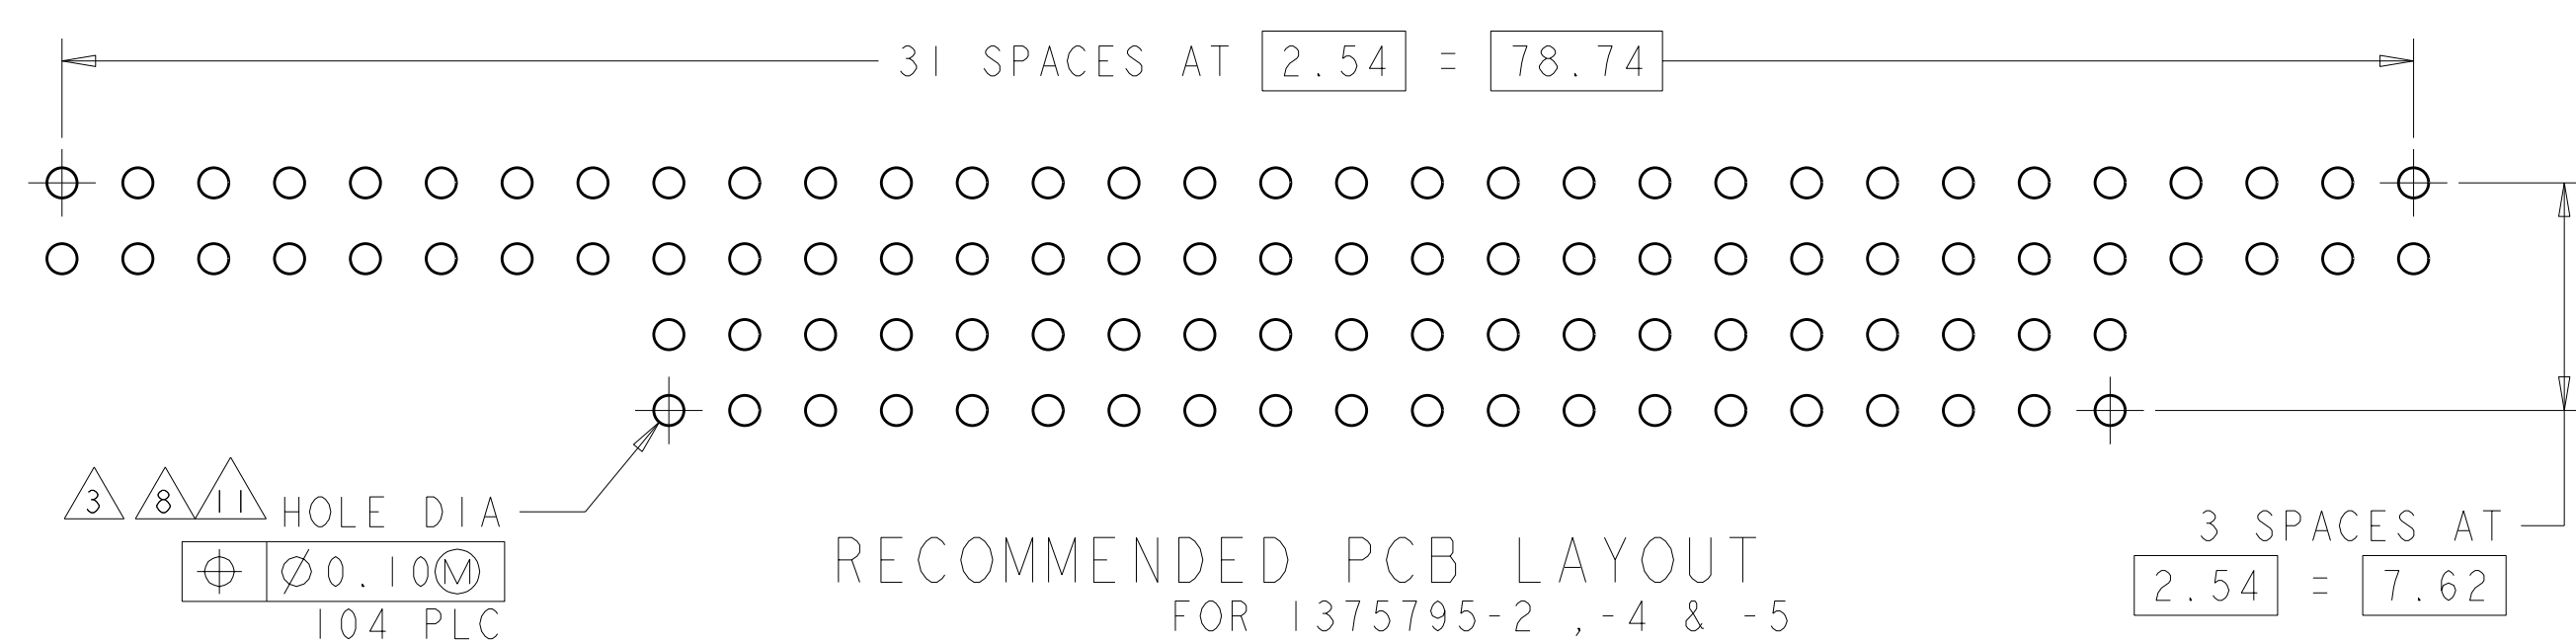 31 SPACES AT 2.54 = 78.74
3 8 11 HOLE DIA
⌖ Ø0.10Ⓜ
104 PLC
RECOMMENDED PCB LAYOUT
FOR 1375795-2 ,-4 & -5
3 SPACES AT
2.54 = 7.62